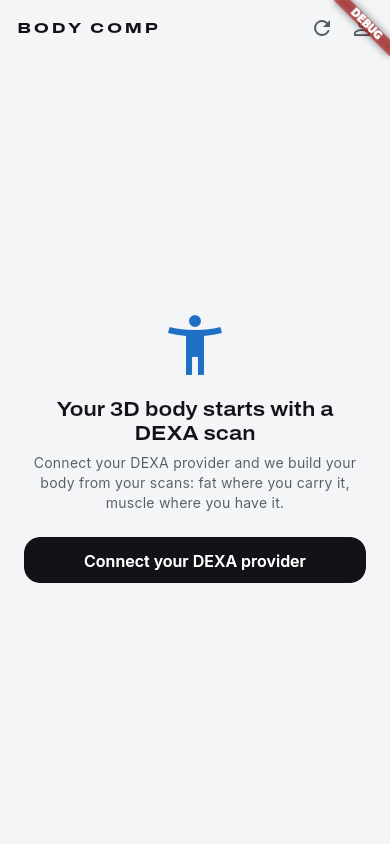 BODY COMP
DEBUG
Your 3D body starts with a
DEXA scan
Connect your DEXA provider and we build your
body from your scans: fat where you carry it,
muscle where you have it.
Connect your DEXA provider